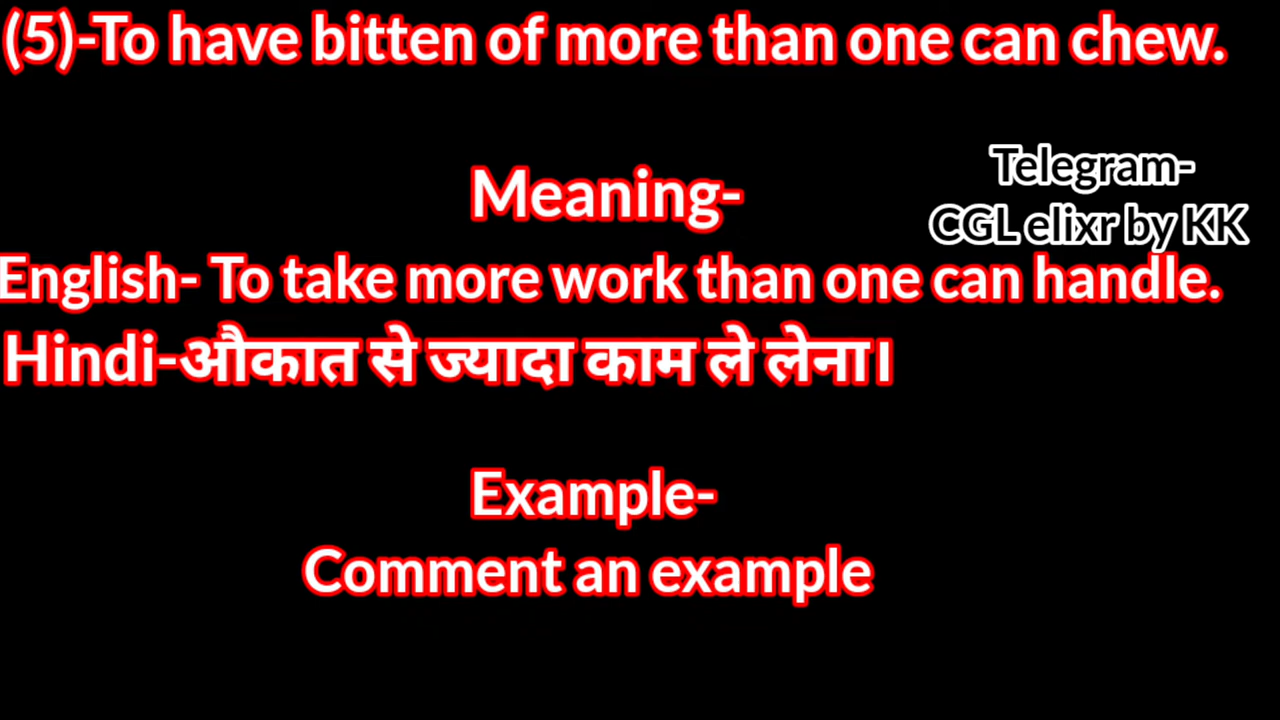 (5)-To have bitten of more than one can chew.
Meaning-
Telegram-
CGL elixr by KK
English- To take more work than one can handle.
Hindi-औकात से ज्यादा काम ले लेना।
Example-
Comment an example